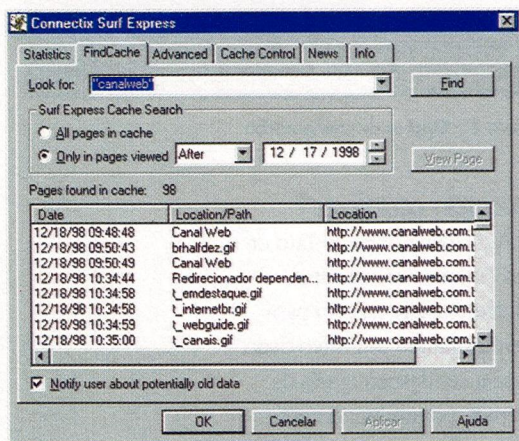 Connectix Surf Express
Statistics FindCache Advanced Cache Control News Info
Look for: "canalweb" Find
Surf Express Cache Search
All pages in cache
Only in pages viewed After 12 / 17 / 1998
View Page
Pages found in cache: 98
Date Location/Path Location
12/18/98 09:48:48 Canal Web http://www.canalweb.com.b
12/18/98 09:50:43 brhalfdez.gif http://www.canalweb.com.b
12/18/98 09:50:49 Canal Web http://www.canalweb.com.b
12/18/98 10:34:44 Redirecionador dependen... http://www.canalweb.com.b
12/18/98 10:34:58 t_emdestaque.gif http://www.canalweb.com.b
12/18/98 10:34:58 t_internetbr.gif http://www.canalweb.com.b
12/18/98 10:34:59 t_webguide.gif http://www.canalweb.com.b
12/18/98 10:35:00 t_canais.gif http://www.canalweb.com.b
Notify user about potentially old data
OK Cancelar Aplicar Ajuda